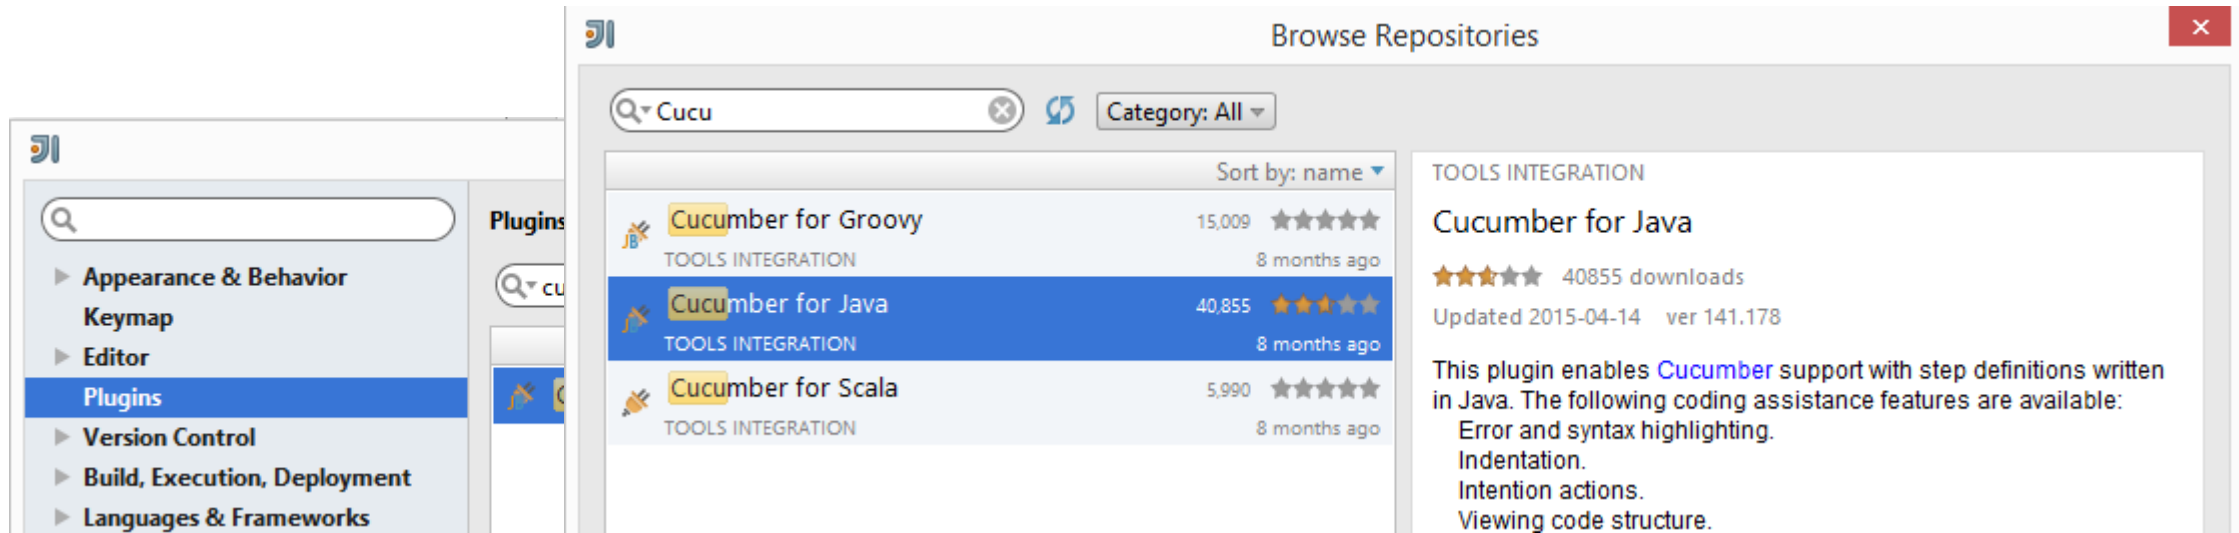 Browse Repositories
Cucu
Category: All
Sort by: name
Cucumber for Groovy 15,009
TOOLS INTEGRATION 8 months ago
Cucumber for Java 40,855
TOOLS INTEGRATION 8 months ago
Cucumber for Scala 5,990
TOOLS INTEGRATION 8 months ago
TOOLS INTEGRATION
Cucumber for Java
40855 downloads
Updated 2015-04-14 ver 141.178
This plugin enables Cucumber support with step definitions written
in Java. The following coding assistance features are available:
Error and syntax highlighting.
Indentation.
Intention actions.
Viewing code structure.
Appearance & Behavior
Keymap
Editor
Plugins
Version Control
Build, Execution, Deployment
Languages & Frameworks
Plugins
cu